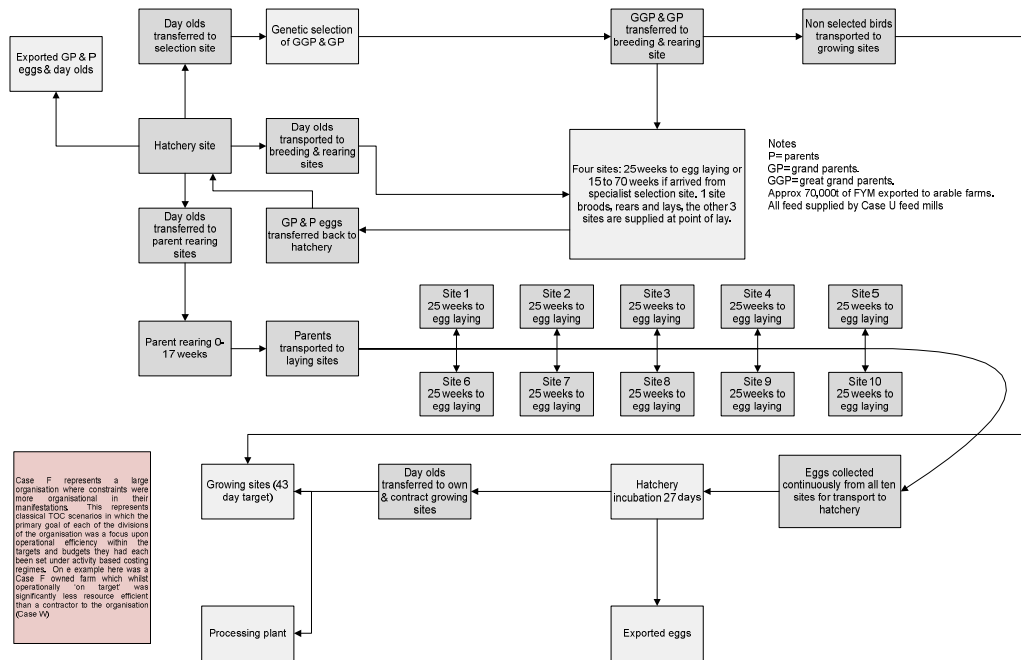 Day olds
transferred to
selection site
Genetic selection
of GGP & GP
GGP & GP
transferred to
breeding & rearing
site
Non selected birds
transported to
growing sites
Exported GP & P
eggs & day olds
Hatchery site
Day olds
transported to
breeding & rearing
sites
Four sites: 25weeks to egg laying or
15 to 70 weeks if arrived from
specialist selection site. 1 site
broods, rears and lays, the other 3
sites are supplied at point of lay.
Notes
P= parents
GP= grand parents.
GGP= great grand parents.
Approx 70,000t of FYM exported to arable farms.
All feed supplied by Case U feed mills
Day olds
transferred to
parent rearing
sites
GP & P eggs
transferred back to
hatchery
Parent rearing 0-
17 weeks
Parents
transported to
laying sites
Site 1
25 weeks to
egg laying
Site 2
25 weeks to
egg laying
Site 3
25 weeks to
egg laying
Site 4
25 weeks to
egg laying
Site 5
25 weeks to
egg laying
Site 6
25 weeks to
egg laying
Site 7
25 weeks to
egg laying
Site 8
25 weeks to
egg laying
Site 9
25 weeks to
egg laying
Site 10
25 weeks to
egg laying
Case F represents a large
organisation where constraints were
more organisational in their
manifestations. This represents
classical TOC scenarios in which the
primary goal of each of the divisions
of the organisation was a focus upon
operational efficiency within the
targets and budgets they had each
been set under activity based costing
regimes. On e example here was a
Case F owned farm which whilst
operationally 'on target' was
significantly less resource efficient
than a contractor to the organisation
(Case W)
Growing sites (43
day target)
Day olds
transferred to own
& contract growing
sites
Hatchery
incubation 27 days
Eggs collected
continuously from all ten
sites for transport to
hatchery
Processing plant
Exported eggs